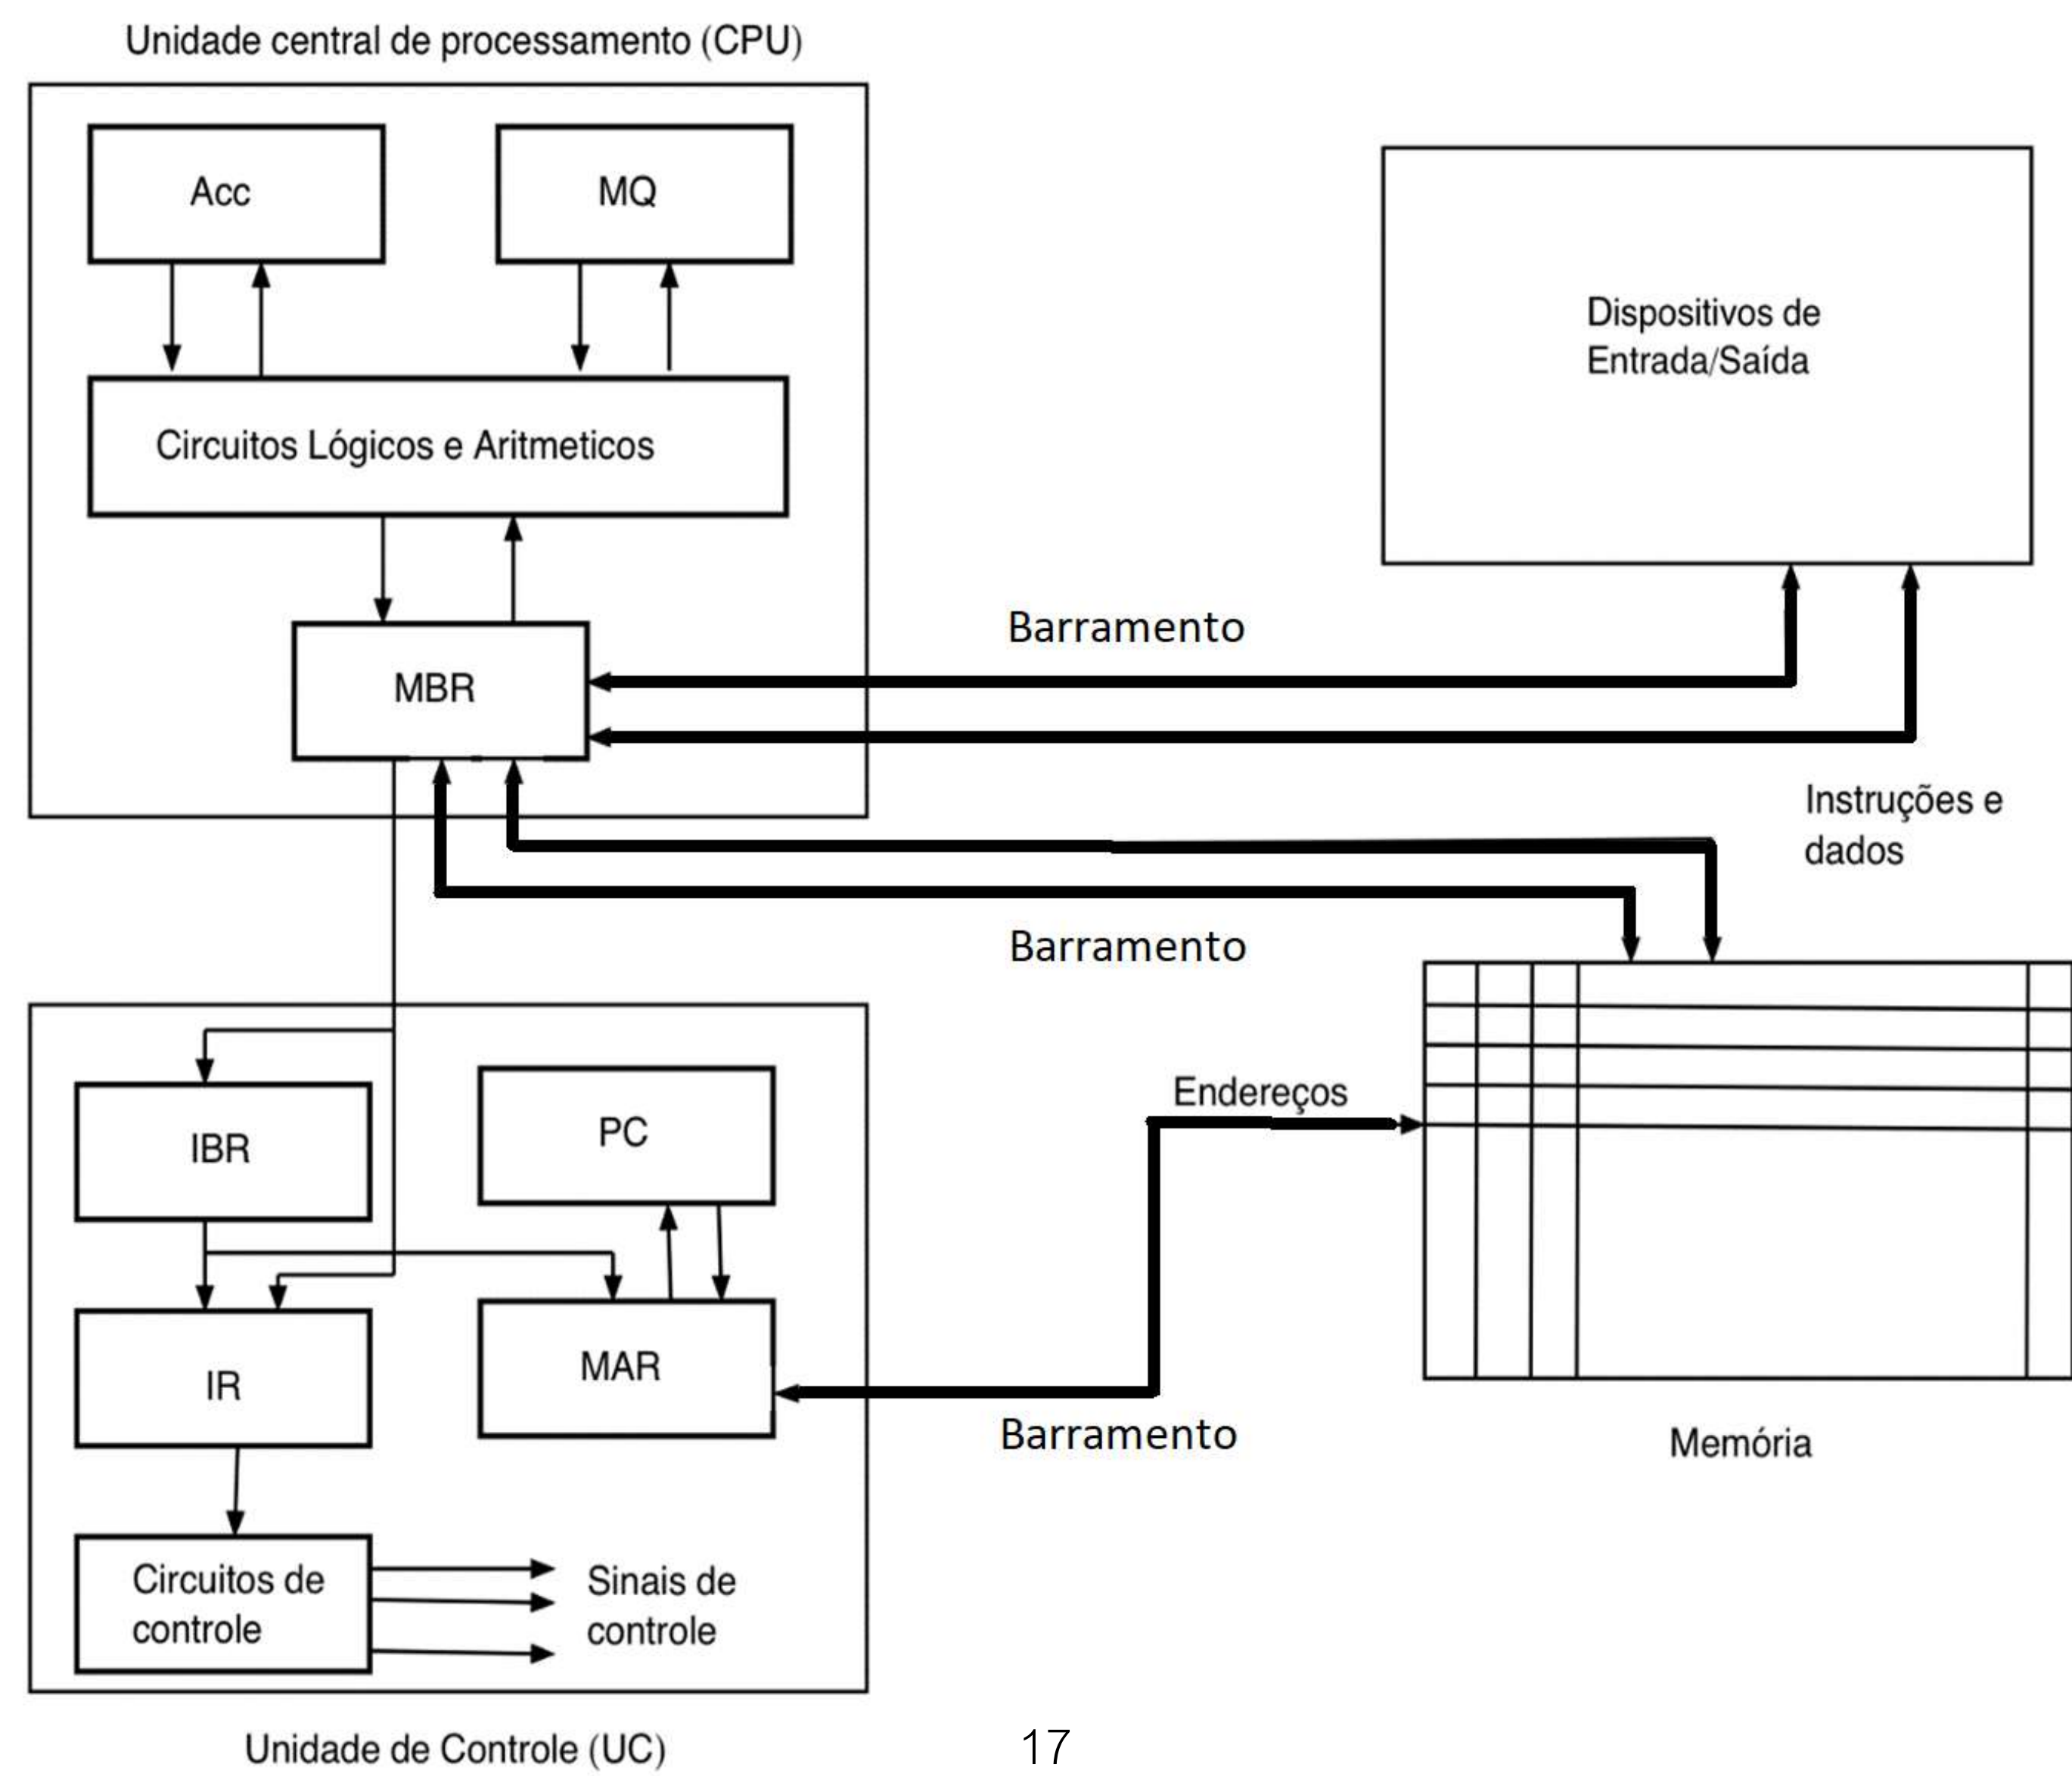 Unidade central de processamento (CPU)
Acc
MQ
Circuitos Lógicos e Aritmeticos
MBR
Dispositivos de
Entrada/Saída
Barramento
Instruções e
dados
Barramento
Endereços
IBR
PC
IR
MAR
Barramento
Memória
Circuitos de
controle
Sinais de
controle
Unidade de Controle (UC)
17